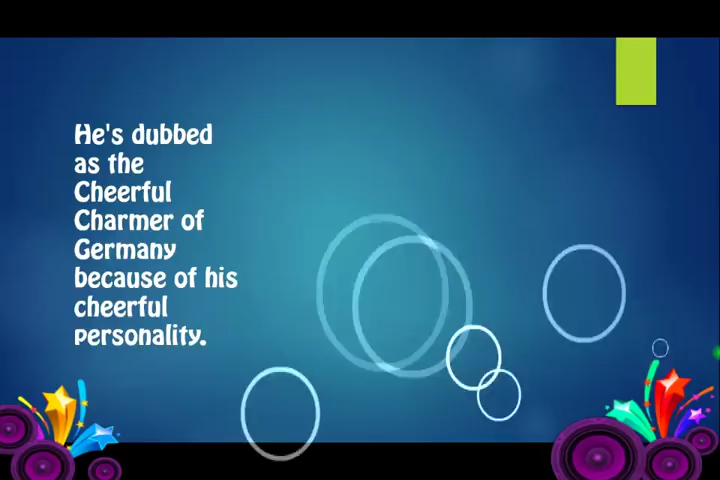 He's dubbed
as the
Cheerful
Charmer of
Germany
because of his
cheerful
personality.